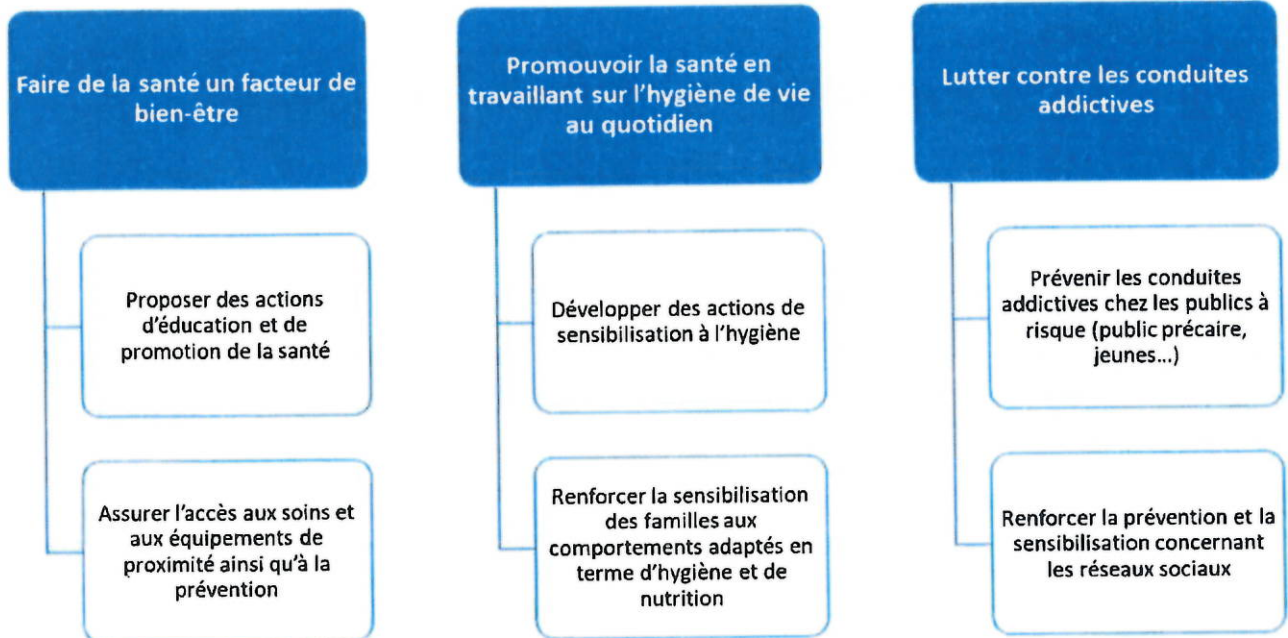 Faire de la santé un facteur de
bien-être
Proposer des actions
d'éducation et de
promotion de la santé
Assurer l'accès aux soins et
aux équipements de
proximité ainsi qu'à la
prévention
Promouvoir la santé en
travaillant sur l'hygiène de vie
au quotidien
Développer des actions de
sensibilisation à l'hygiène
Renforcer la sensibilisation
des familles aux
comportements adaptés en
terme d'hygiène et de
nutrition
Lutter contre les conduites
addictives
Prévenir les conduites
addictives chez les publics à
risque (public précaire,
jeunes...)
Renforcer la prévention et la
sensibilisation concernant
les réseaux sociaux